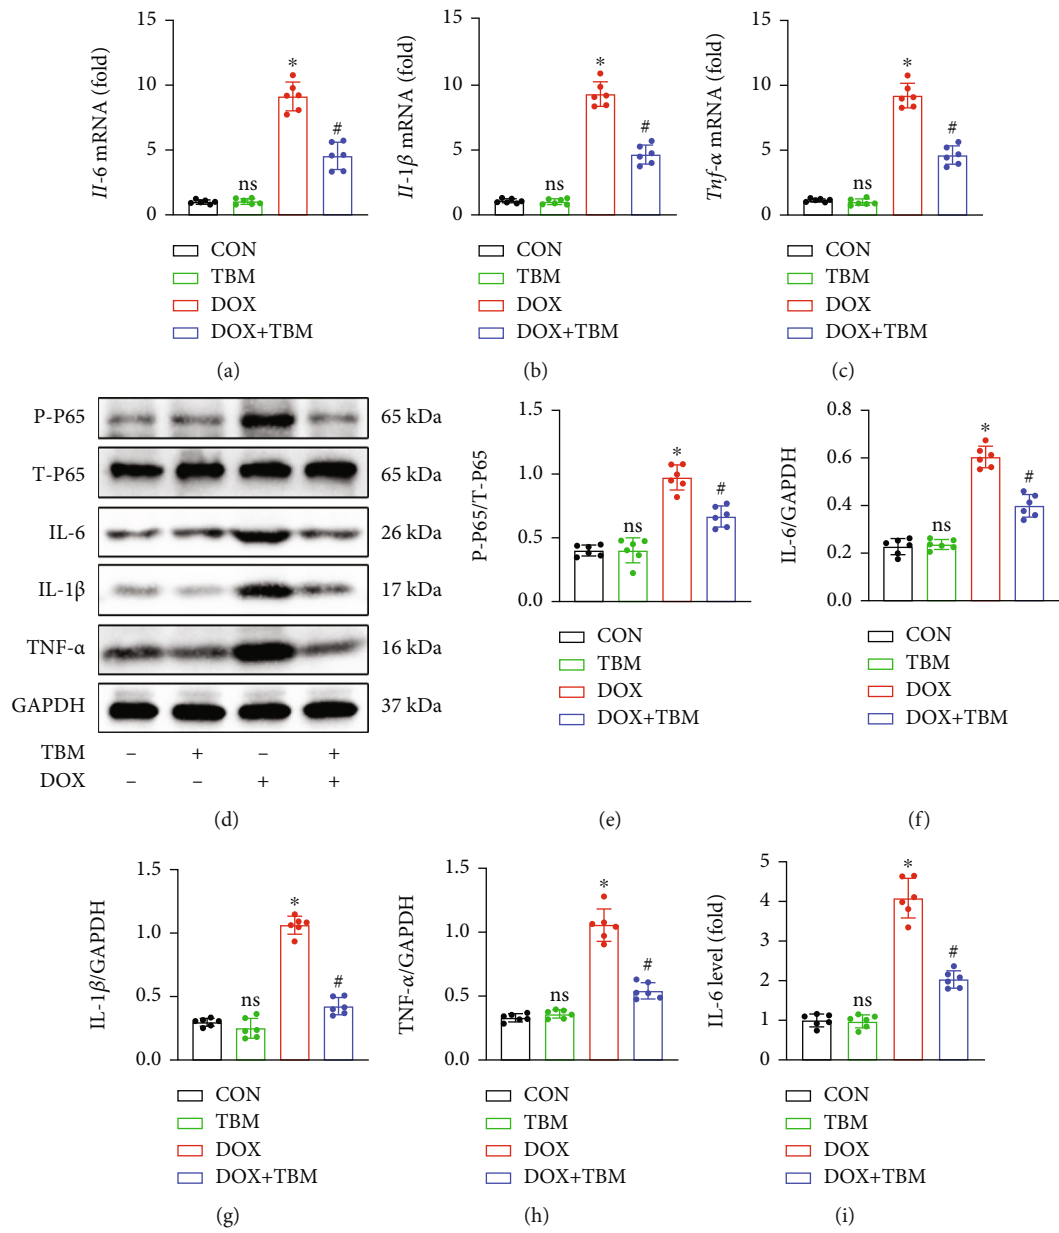 15
10
5
0
Il-6 mRNA (fold)
ns
*
#
CON
TBM
DOX
DOX+TBM
(a)
15
10
5
0
Il-1β mRNA (fold)
ns
*
#
CON
TBM
DOX
DOX+TBM
(b)
15
10
5
0
Tnf-α mRNA (fold)
ns
*
#
CON
TBM
DOX
DOX+TBM
(c)
P-P65 65 kDa
T-P65 65 kDa
IL-6 26 kDa
IL-1β 17 kDa
TNF-α 16 kDa
GAPDH 37 kDa
TBM – + – +
DOX – – + +
(d)
1.5
1.0
0.5
0.0
P-P65/T-P65
ns
*
#
CON
TBM
DOX
DOX+TBM
(e)
0.8
0.6
0.4
0.2
0.0
IL-6/GAPDH
ns
*
#
CON
TBM
DOX
DOX+TBM
(f)
1.5
1.0
0.5
0.0
IL-1β/GAPDH
ns
*
#
CON
TBM
DOX
DOX+TBM
(g)
1.5
1.0
0.5
0.0
TNF-α/GAPDH
ns
*
#
CON
TBM
DOX
DOX+TBM
(h)
5
4
3
2
1
0
IL-6 level (fold)
ns
*
#
CON
TBM
DOX
DOX+TBM
(i)